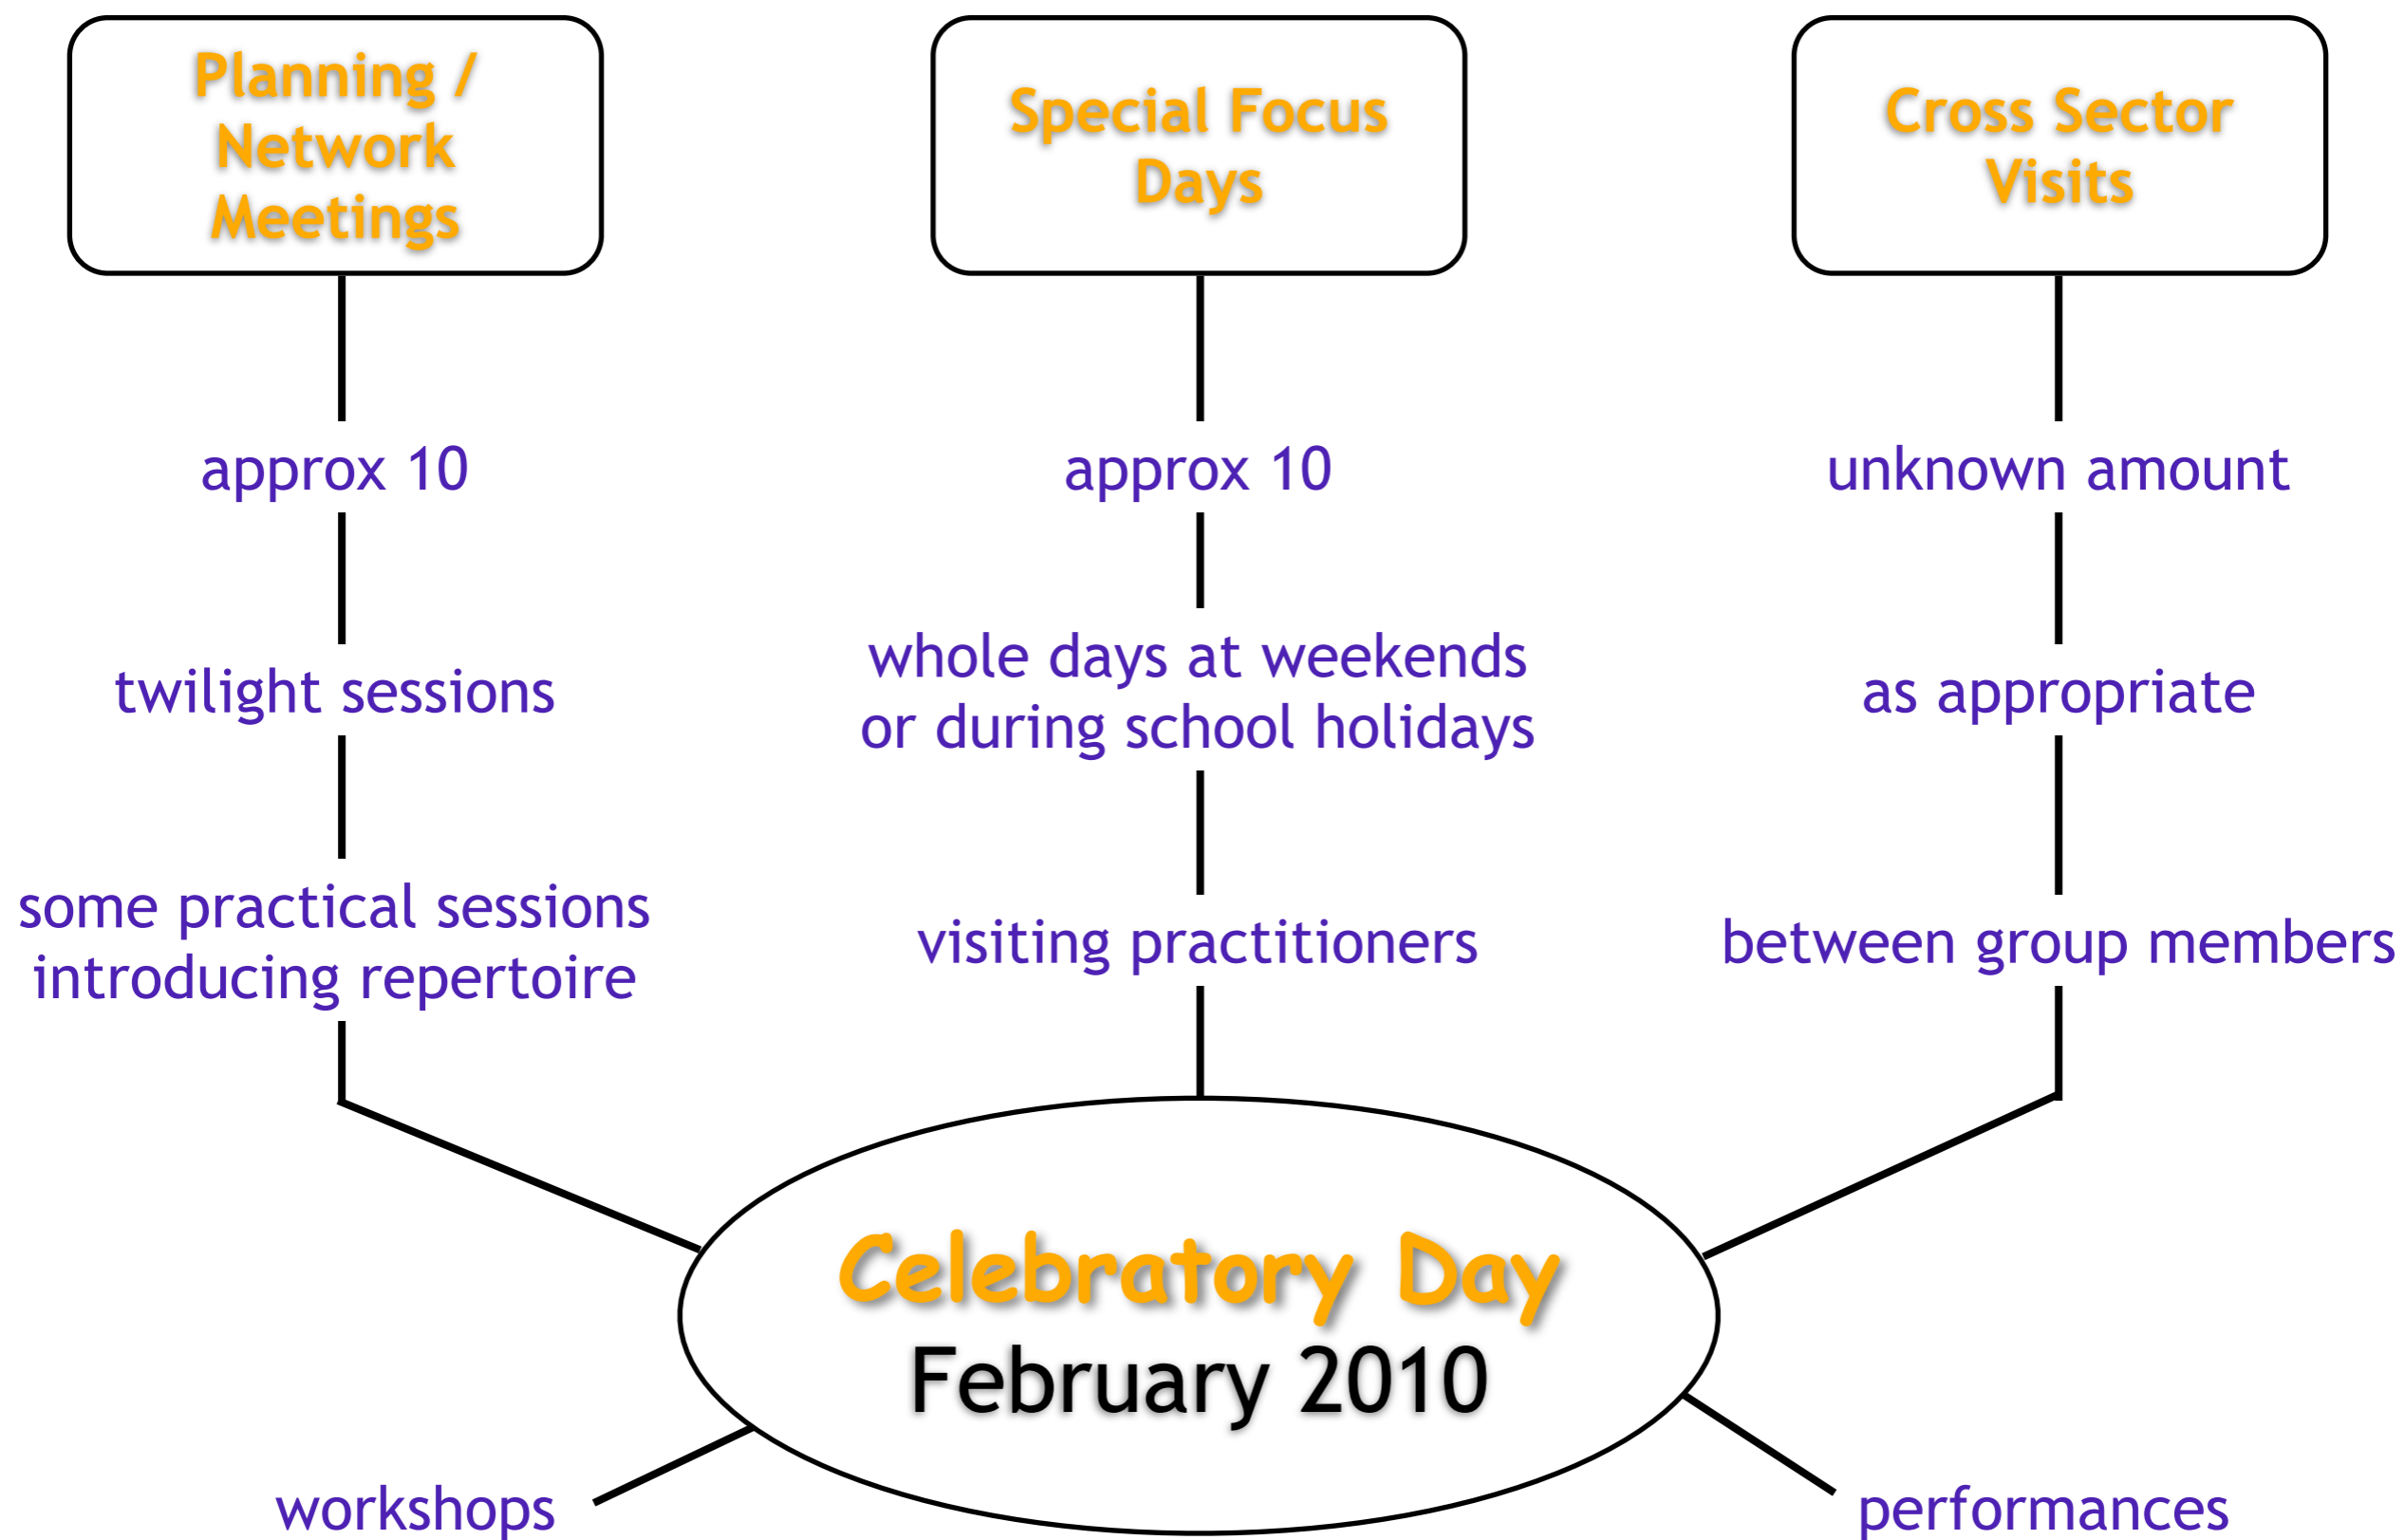 Planning /
Network
Meetings
Special Focus
Days
Cross Sector
Visits
approx 10
approx 10
unknown amount
twilight sessions
whole days at weekends
or during school holidays
as appropriate
some practical sessions
introducing repertoire
visiting practitioners
between group members
Celebratory Day
February 2010
workshops
performances